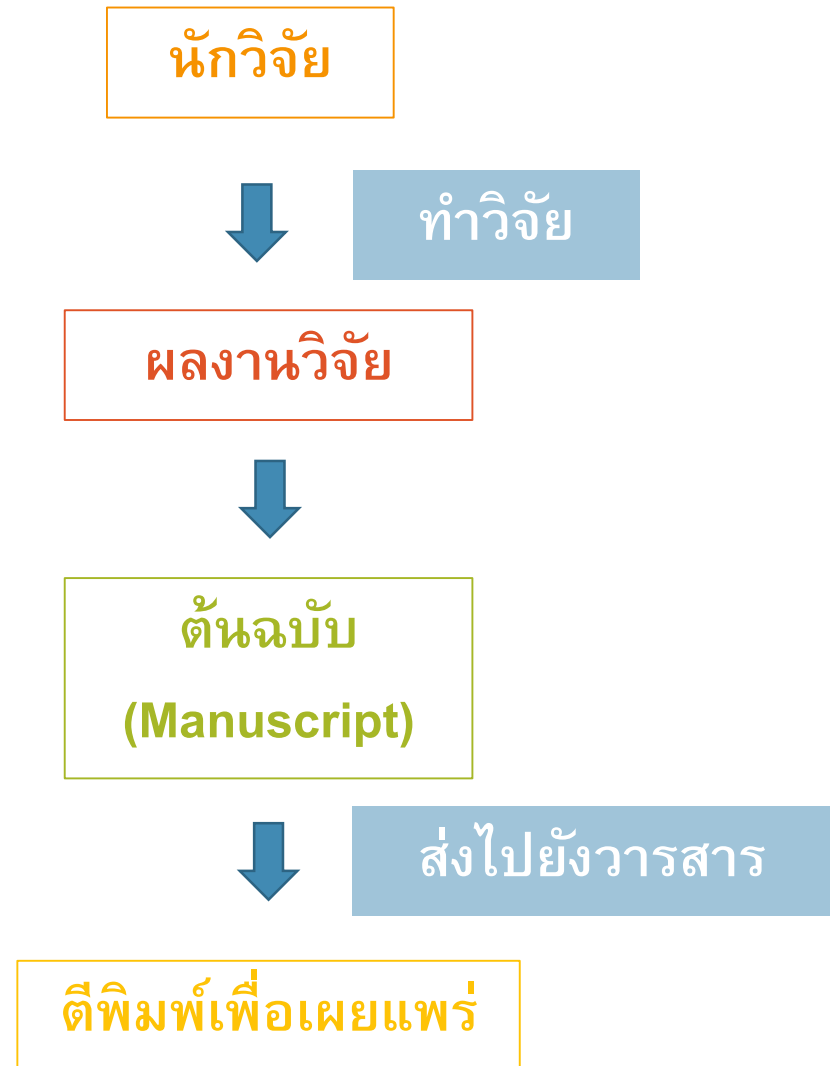 นักวิจัย
ทำวิจัย
ผลงานวิจัย
ต้นฉบับ
(Manuscript)
ส่งไปยังวารสาร
ตีพิมพ์เพื่อเผยแพร่